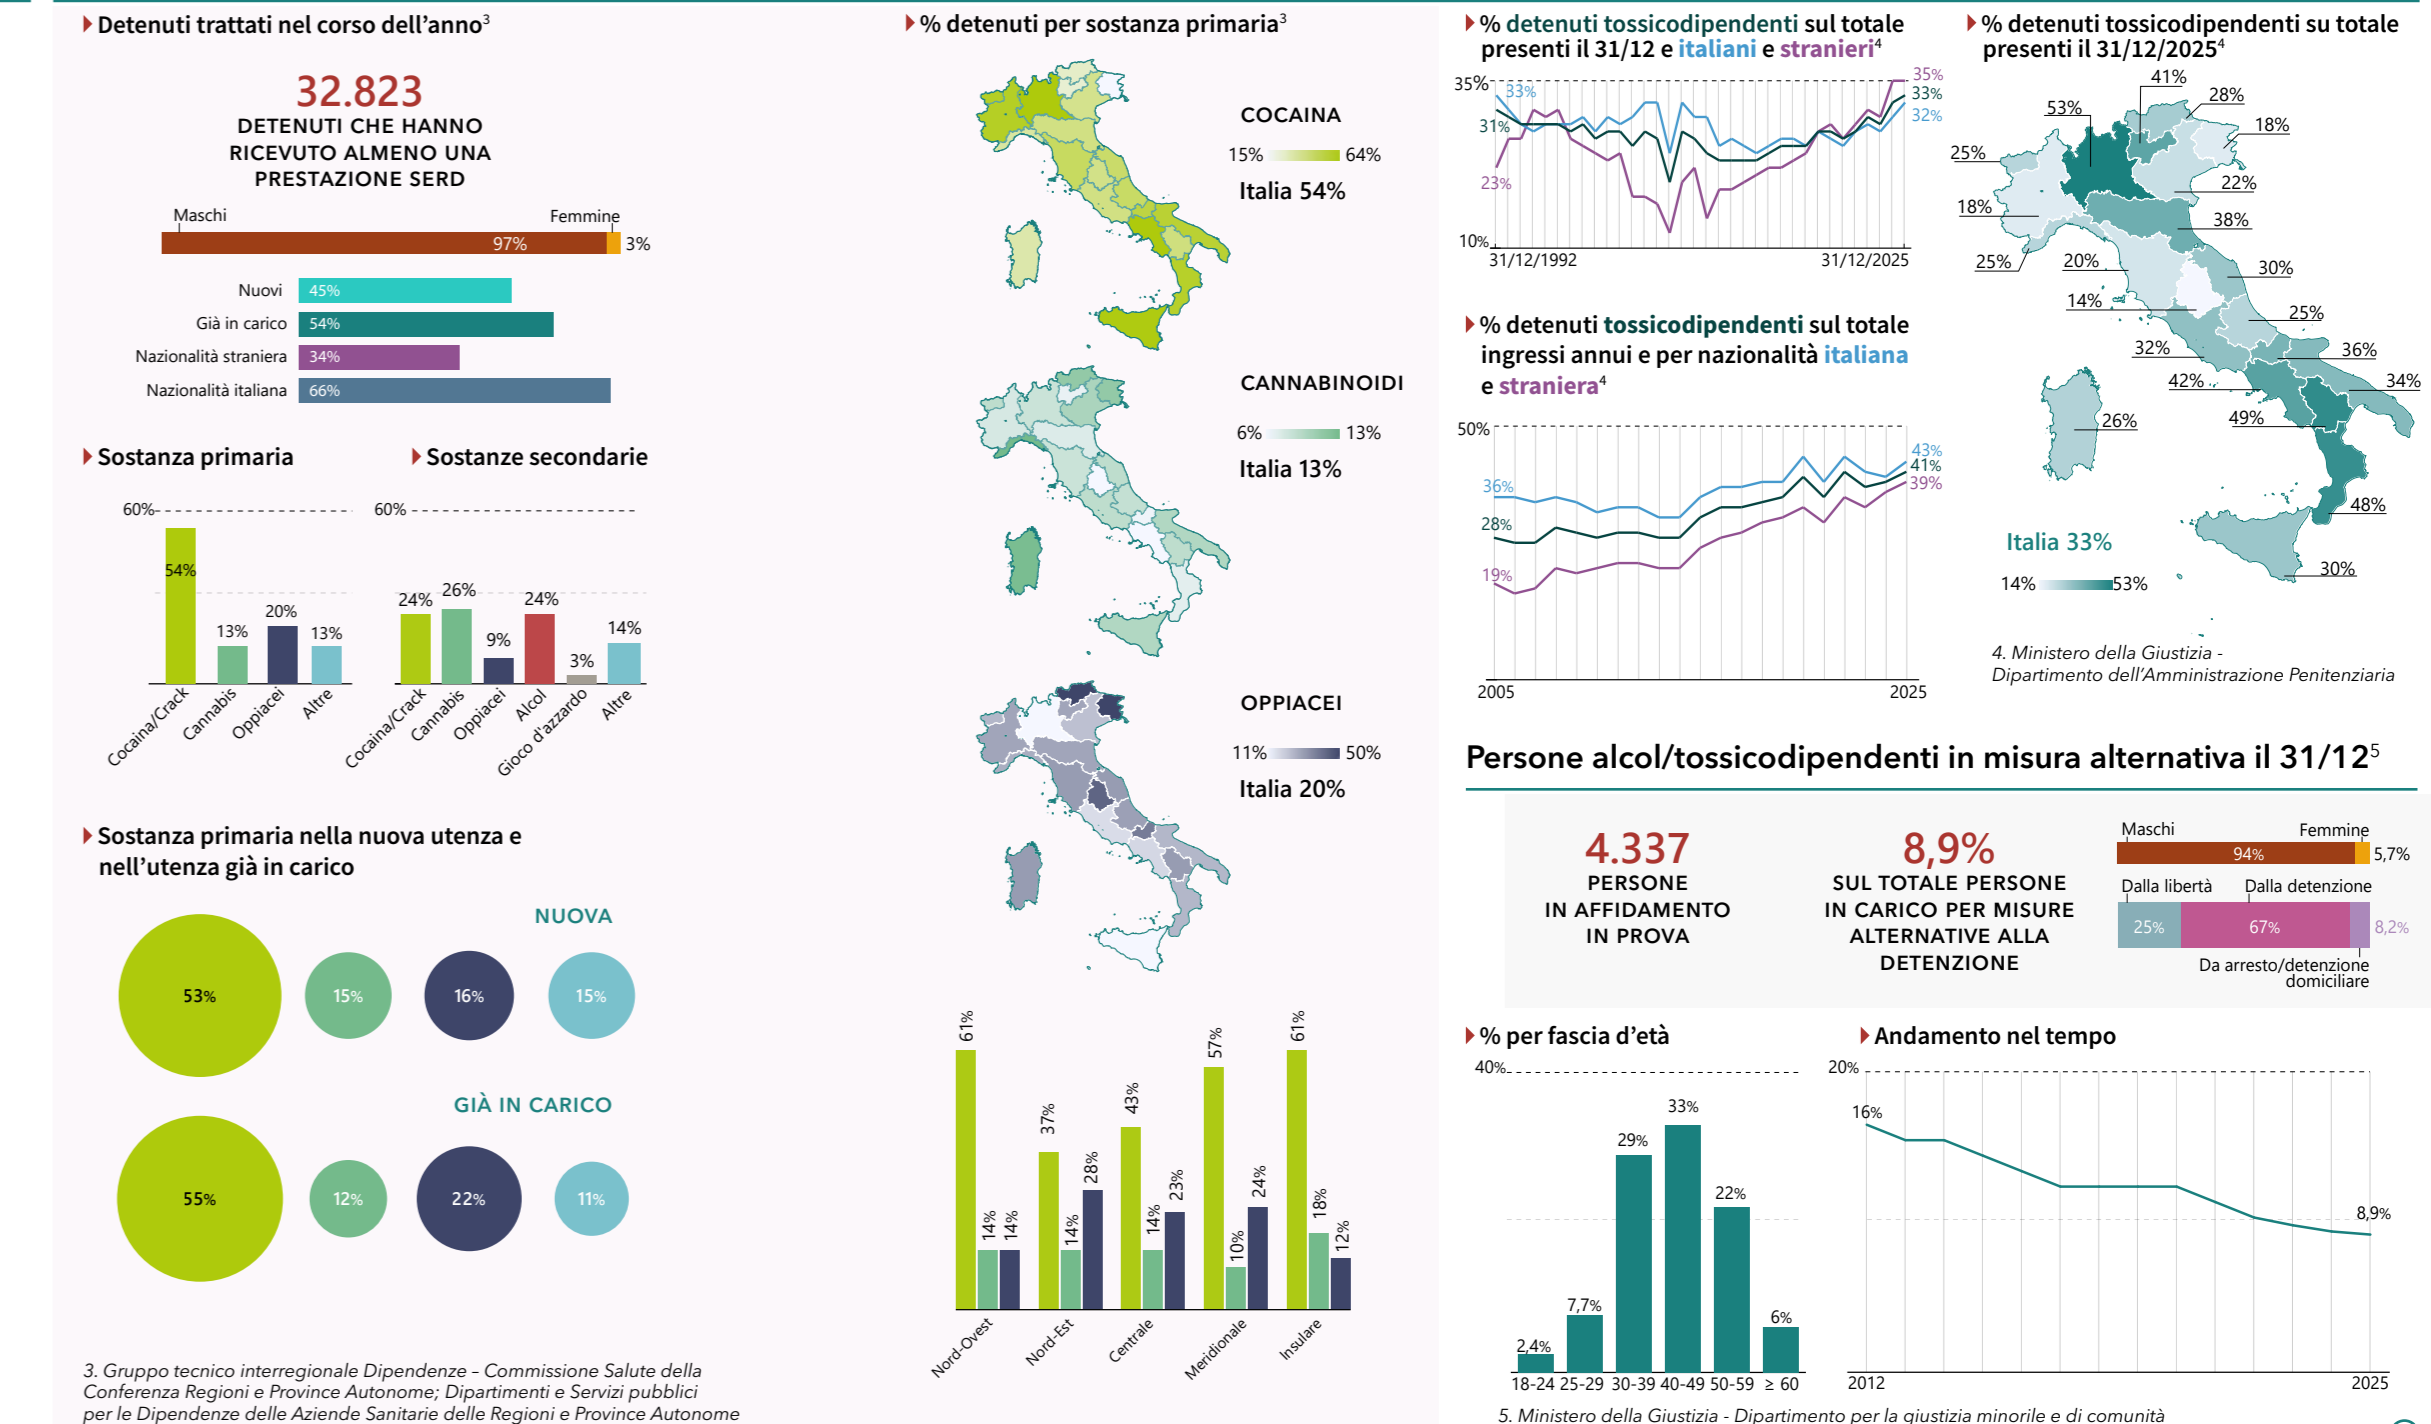 Detenuti trattati nel corso dell’anno3
32.823
DETENUTI CHE HANNO
RICEVUTO ALMENO UNA
PRESTAZIONE SERD
Maschi Femmine
97% 3%
Nuovi 45%
Già in carico 54%
Nazionalità straniera 34%
Nazionalità italiana 66%
Sostanza primaria
60%
54%
13%
20%
13%
Cocaina/Crack
Cannabis
Oppiacei
Altre
Sostanze secondarie
60%
24%
26%
9%
24%
3%
14%
Cocaina/Crack
Cannabis
Oppiacei
Alcol
Gioco d’azzardo
Altre
Sostanza primaria nella nuova utenza e
nell’utenza già in carico
NUOVA
53% 15% 16% 15%
GIÀ IN CARICO
55% 12% 22% 11%
3. Gruppo tecnico interregionale Dipendenze – Commissione Salute della
Conferenza Regioni e Province Autonome; Dipartimenti e Servizi pubblici
per le Dipendenze delle Aziende Sanitarie delle Regioni e Province Autonome
% detenuti per sostanza primaria3
COCAINA
15% 64%
Italia 54%
CANNABINOIDI
6% 13%
Italia 13%
OPPIACEI
11% 50%
Italia 20%
61% 14% 14%
37% 14% 28%
43% 14% 23%
57% 10% 24%
61% 18% 12%
Nord-Ovest
Nord-Est
Centrale
Meridionale
Insulare
% detenuti tossicodipendenti sul totale
presenti il 31/12 e italiani e stranieri4
35%
33%
31%
23%
10%
35%
33%
32%
31/12/1992 31/12/2025
% detenuti tossicodipendenti sul totale
ingressi annui e per nazionalità italiana
e straniera4
50%
36%
28%
19%
43%
41%
39%
2005 2025
% detenuti tossicodipendenti su totale
presenti il 31/12/20254
41%
28%
53%
18%
25%
22%
18%
38%
25%
20%
30%
14%
25%
32%
36%
42%
34%
49%
26%
48%
30%
Italia 33%
14% 53%
4. Ministero della Giustizia -
Dipartimento dell’Amministrazione Penitenziaria
Persone alcol/tossicodipendenti in misura alternativa il 31/125
4.337
PERSONE
IN AFFIDAMENTO
IN PROVA
8,9%
SUL TOTALE PERSONE
IN CARICO PER MISURE
ALTERNATIVE ALLA
DETENZIONE
Maschi Femmine
94% 5,7%
Dalla libertà Dalla detenzione
25% 67% 8,2%
Da arresto/detenzione
domiciliare
% per fascia d’età
40%
2,4%
7,7%
29%
33%
22%
6%
18-24 25-29 30-39 40-49 50-59 ≥ 60
Andamento nel tempo
20%
16%
8,9%
2012 2025
5. Ministero della Giustizia - Dipartimento per la giustizia minorile e di comunità